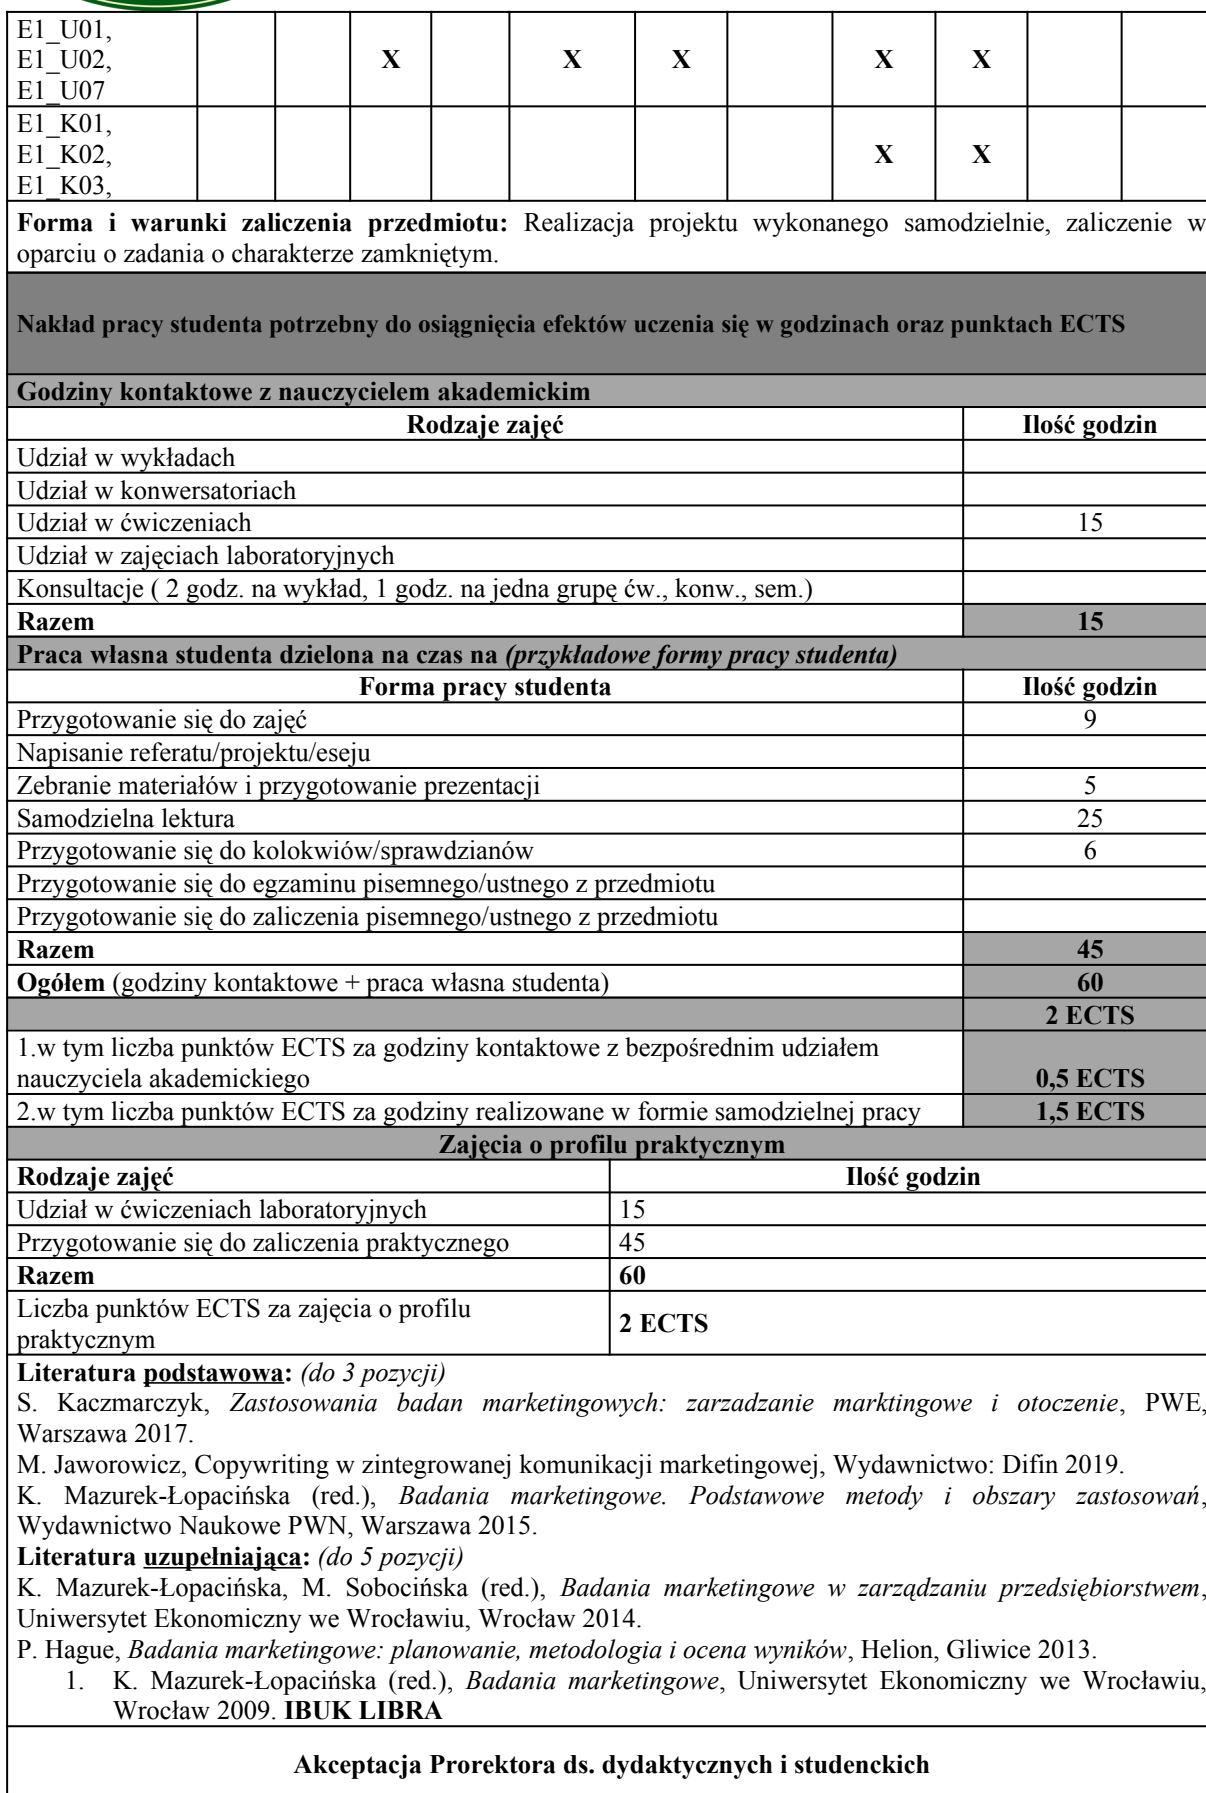 E1_U01,
E1_U02,
E1_U07
X X X X X
E1_K01,
E1_K02,
E1_K03,
X X
Forma i warunki zaliczenia przedmiotu: Realizacja projektu wykonanego samodzielnie, zaliczenie w
oparciu o zadania o charakterze zamkniętym.
Nakład pracy studenta potrzebny do osiągnięcia efektów uczenia się w godzinach oraz punktach ECTS
Godziny kontaktowe z nauczycielem akademickim
Rodzaje zajęć Ilość godzin
Udział w wykładach
Udział w konwersatoriach
Udział w ćwiczeniach 15
Udział w zajęciach laboratoryjnych
Konsultacje ( 2 godz. na wykład, 1 godz. na jedna grupę ćw., konw., sem.)
Razem 15
Praca własna studenta dzielona na czas na (przykładowe formy pracy studenta)
Forma pracy studenta Ilość godzin
Przygotowanie się do zajęć 9
Napisanie referatu/projektu/eseju
Zebranie materiałów i przygotowanie prezentacji 5
Samodzielna lektura 25
Przygotowanie się do kolokwiów/sprawdzianów 6
Przygotowanie się do egzaminu pisemnego/ustnego z przedmiotu
Przygotowanie się do zaliczenia pisemnego/ustnego z przedmiotu
Razem 45
Ogółem (godziny kontaktowe + praca własna studenta) 60
2 ECTS
1.w tym liczba punktów ECTS za godziny kontaktowe z bezpośrednim udziałem
nauczyciela akademickiego 0,5 ECTS
2.w tym liczba punktów ECTS za godziny realizowane w formie samodzielnej pracy 1,5 ECTS
Zajęcia o profilu praktycznym
Rodzaje zajęć Ilość godzin
Udział w ćwiczeniach laboratoryjnych 15
Przygotowanie się do zaliczenia praktycznego 45
Razem 60
Liczba punktów ECTS za zajęcia o profilu
praktycznym 2 ECTS
Literatura podstawowa: (do 3 pozycji)
S. Kaczmarczyk, Zastosowania badan marketingowych: zarzadzanie marktingowe i otoczenie, PWE,
Warszawa 2017.
M. Jaworowicz, Copywriting w zintegrowanej komunikacji marketingowej, Wydawnictwo: Difin 2019.
K. Mazurek-Łopacińska (red.), Badania marketingowe. Podstawowe metody i obszary zastosowań,
Wydawnictwo Naukowe PWN, Warszawa 2015.
Literatura uzupełniająca: (do 5 pozycji)
K. Mazurek-Łopacińska, M. Sobocińska (red.), Badania marketingowe w zarządzaniu przedsiębiorstwem,
Uniwersytet Ekonomiczny we Wrocławiu, Wrocław 2014.
P. Hague, Badania marketingowe: planowanie, metodologia i ocena wyników, Helion, Gliwice 2013.
1. K. Mazurek-Łopacińska (red.), Badania marketingowe, Uniwersytet Ekonomiczny we Wrocławiu,
Wrocław 2009. IBUK LIBRA
Akceptacja Prorektora ds. dydaktycznych i studenckich